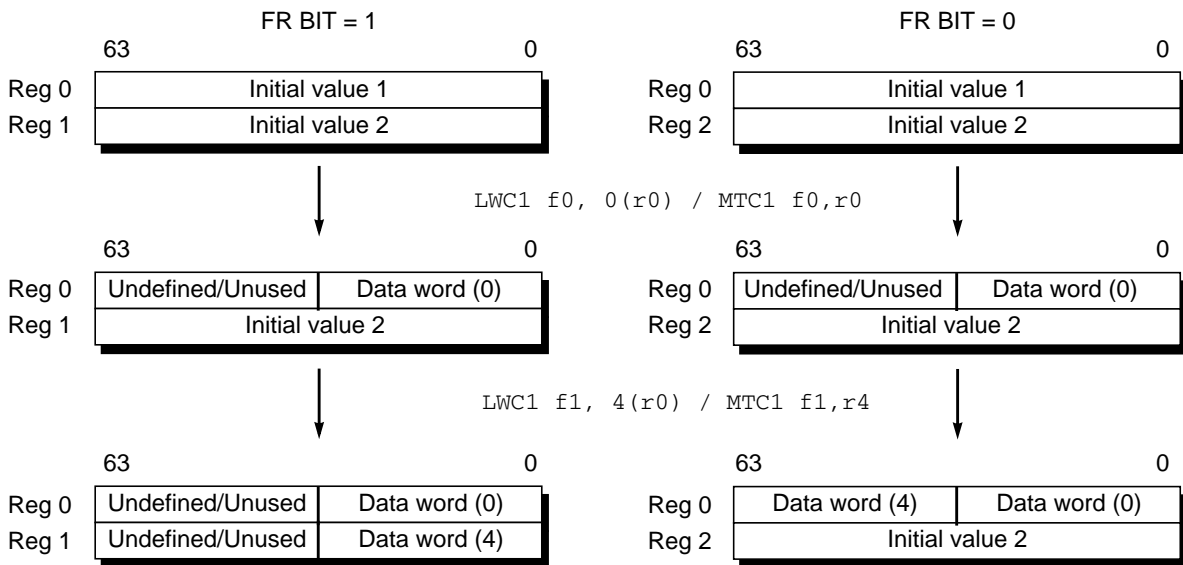 FR BIT = 1 FR BIT = 0
63 0 63 0
Reg 0 Initial value 1 Reg 0 Initial value 1
Reg 1 Initial value 2 Reg 2 Initial value 2
LWC1 f0, 0(r0) / MTC1 f0,r0
63 0 63 0
Reg 0 Undefined/Unused Data word (0) Reg 0 Undefined/Unused Data word (0)
Reg 1 Initial value 2 Reg 2 Initial value 2
LWC1 f1, 4(r0) / MTC1 f1,r4
63 0 63 0
Reg 0 Undefined/Unused Data word (0) Reg 0 Data word (4) Data word (0)
Reg 1 Undefined/Unused Data word (4) Reg 2 Initial value 2